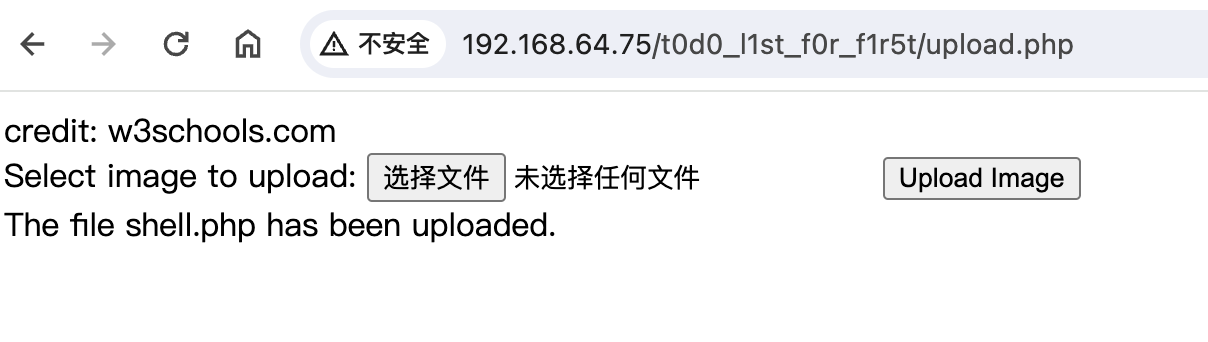 不安全 192.168.64.75/t0d0_l1st_f0r_f1r5t/upload.php
credit: w3schools.com
Select image to upload: 选择文件 未选择任何文件 Upload Image
The file shell.php has been uploaded.